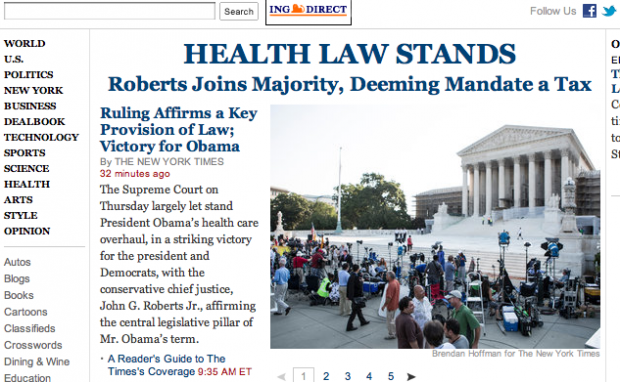 Search
ING DIRECT
Follow Us
WORLD
U.S.
POLITICS
NEW YORK
BUSINESS
DEALBOOK
TECHNOLOGY
SPORTS
SCIENCE
HEALTH
ARTS
STYLE
OPINION
Autos
Blogs
Books
Cartoons
Classifieds
Crosswords
Dining & Wine
Education
HEALTH LAW STANDS
Roberts Joins Majority, Deeming Mandate a Tax
Ruling Affirms a Key
Provision of Law;
Victory for Obama
By THE NEW YORK TIMES
32 minutes ago
The Supreme Court on
Thursday largely let stand
President Obama's health care
overhaul, in a striking victory
for the president and
Democrats, with the
conservative chief justice,
John G. Roberts Jr., affirming
the central legislative pillar of
Mr. Obama's term.
• A Reader's Guide to The
Times's Coverage 9:35 AM ET
Brendan Hoffman for The New York Times
1 2 3 4 5